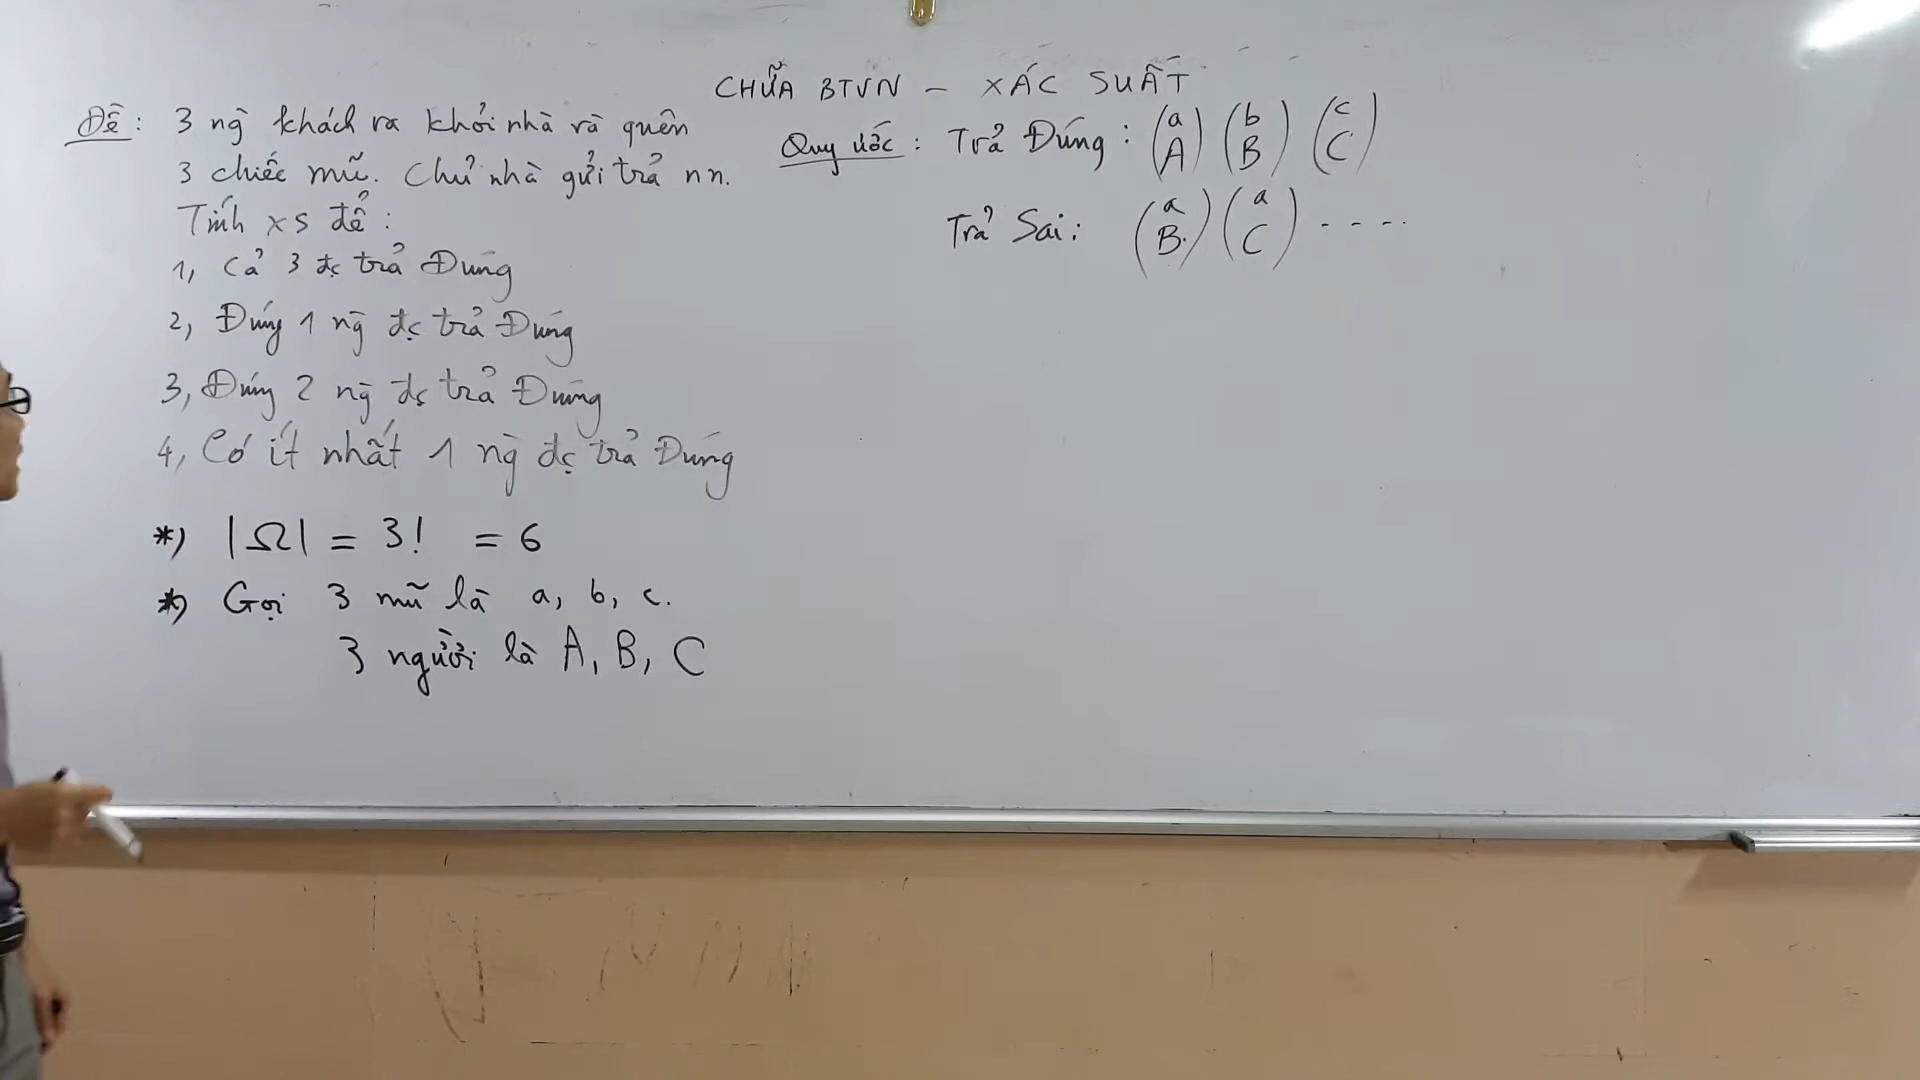 CHỮA BTVN - XÁC SUẤT
Đề: 3 ng` khách ra khỏi nhà và quên
3 chiếc mũ. Chủ nhà gửi trả nn.
Tính xs để:
1, Cả 3 đc trả Đúng
2, Đúng 1 ng` đc trả Đúng
3, Đúng 2 ng` đc trả Đúng
4, Có ít nhất 1 ng` đc trả Đúng
*) |Ω| = 3! = 6
*) Gọi 3 mũ là a, b, c.
3 người là A, B, C
Quy ước: Trả Đúng: (a A) (b B) (c C)
Trả Sai: (a B) (a C) - - - -